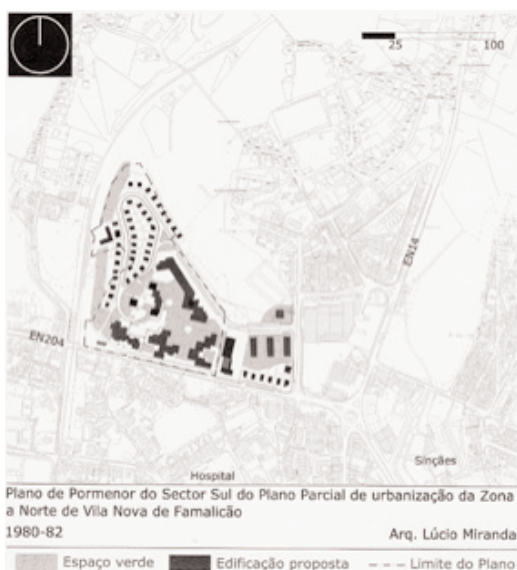 25 100
EN14
EN204
Sinçães
Hospital
Plano de Pormenor do Sector Sul do Plano Parcial de urbanização da Zona
a Norte de Vila Nova de Famalicão
1980-82 Arq. Lúcio Miranda
Espaço verde Edificação proposta Limite do Plano